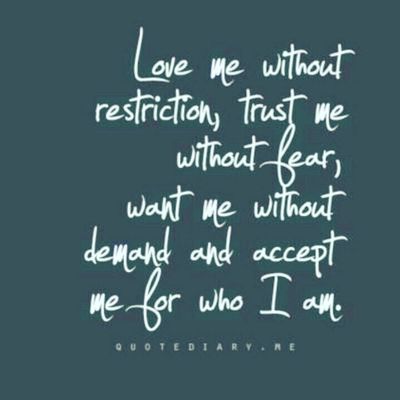 Love me without
restriction, trust me
without fear,
want me without
demand and accept
me for who I am.
QUOTEDIARY.ME